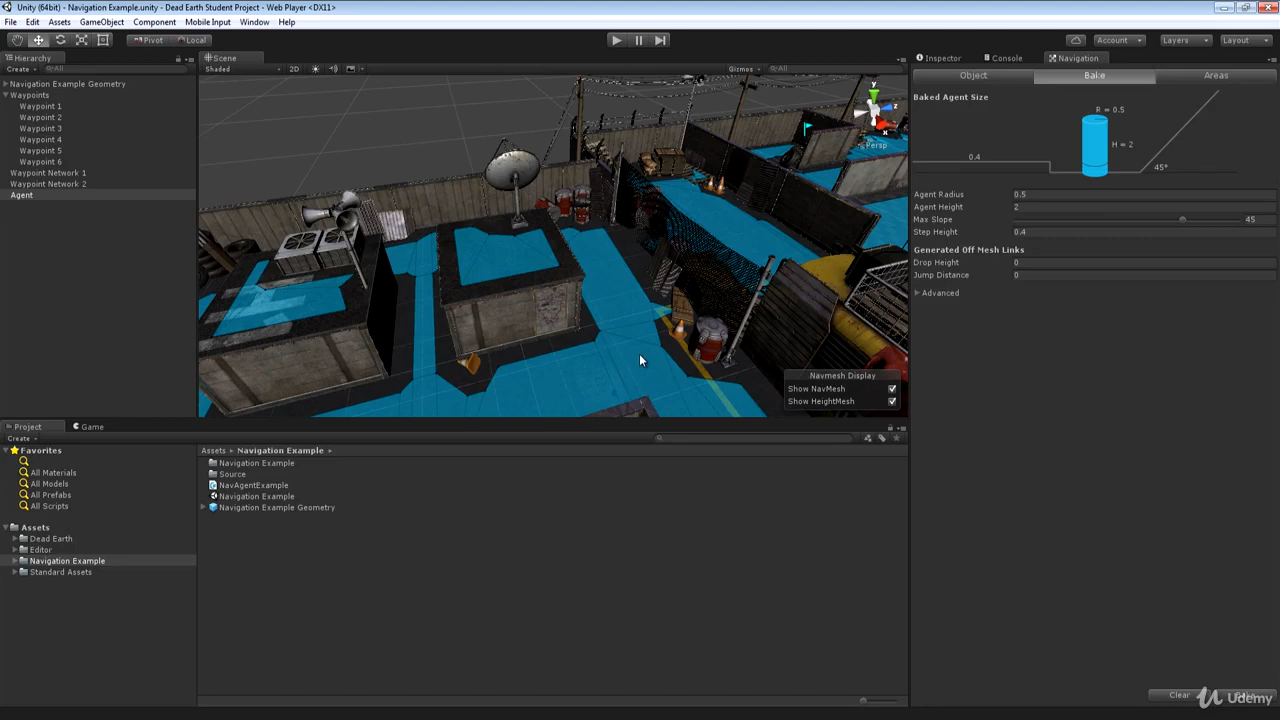 Unity (64bit) - Navigation Example.unity - Dead Earth Student Project - Web Player <DX11>
File Edit Assets GameObject Component Mobile Input Window Help
Pivot Local Account Layers Layout
Hierarchy
Create All
Navigation Example Geometry
Waypoints
Waypoint 1
Waypoint 2
Waypoint 3
Waypoint 4
Waypoint 5
Waypoint 6
Waypoint Network 1
Waypoint Network 2
Agent
Scene
Shaded 2D Gizmos All
y
z
x
Persp
Navmesh Display
Show NavMesh
Show HeightMesh
Inspector Console Navigation
Object Bake Areas
Baked Agent Size
R = 0.5
H = 2
0.4
45°
Agent Radius 0.5
Agent Height 2
Max Slope 45
Step Height 0.4
Generated Off Mesh Links
Drop Height 0
Jump Distance 0
Advanced
Clear
Udemy
Project Game
Create
Favorites
All Materials
All Models
All Prefabs
All Scripts
Assets
Dead Earth
Editor
Navigation Example
Standard Assets
Assets Navigation Example
Navigation Example
Source
NavAgentExample
Navigation Example
Navigation Example Geometry